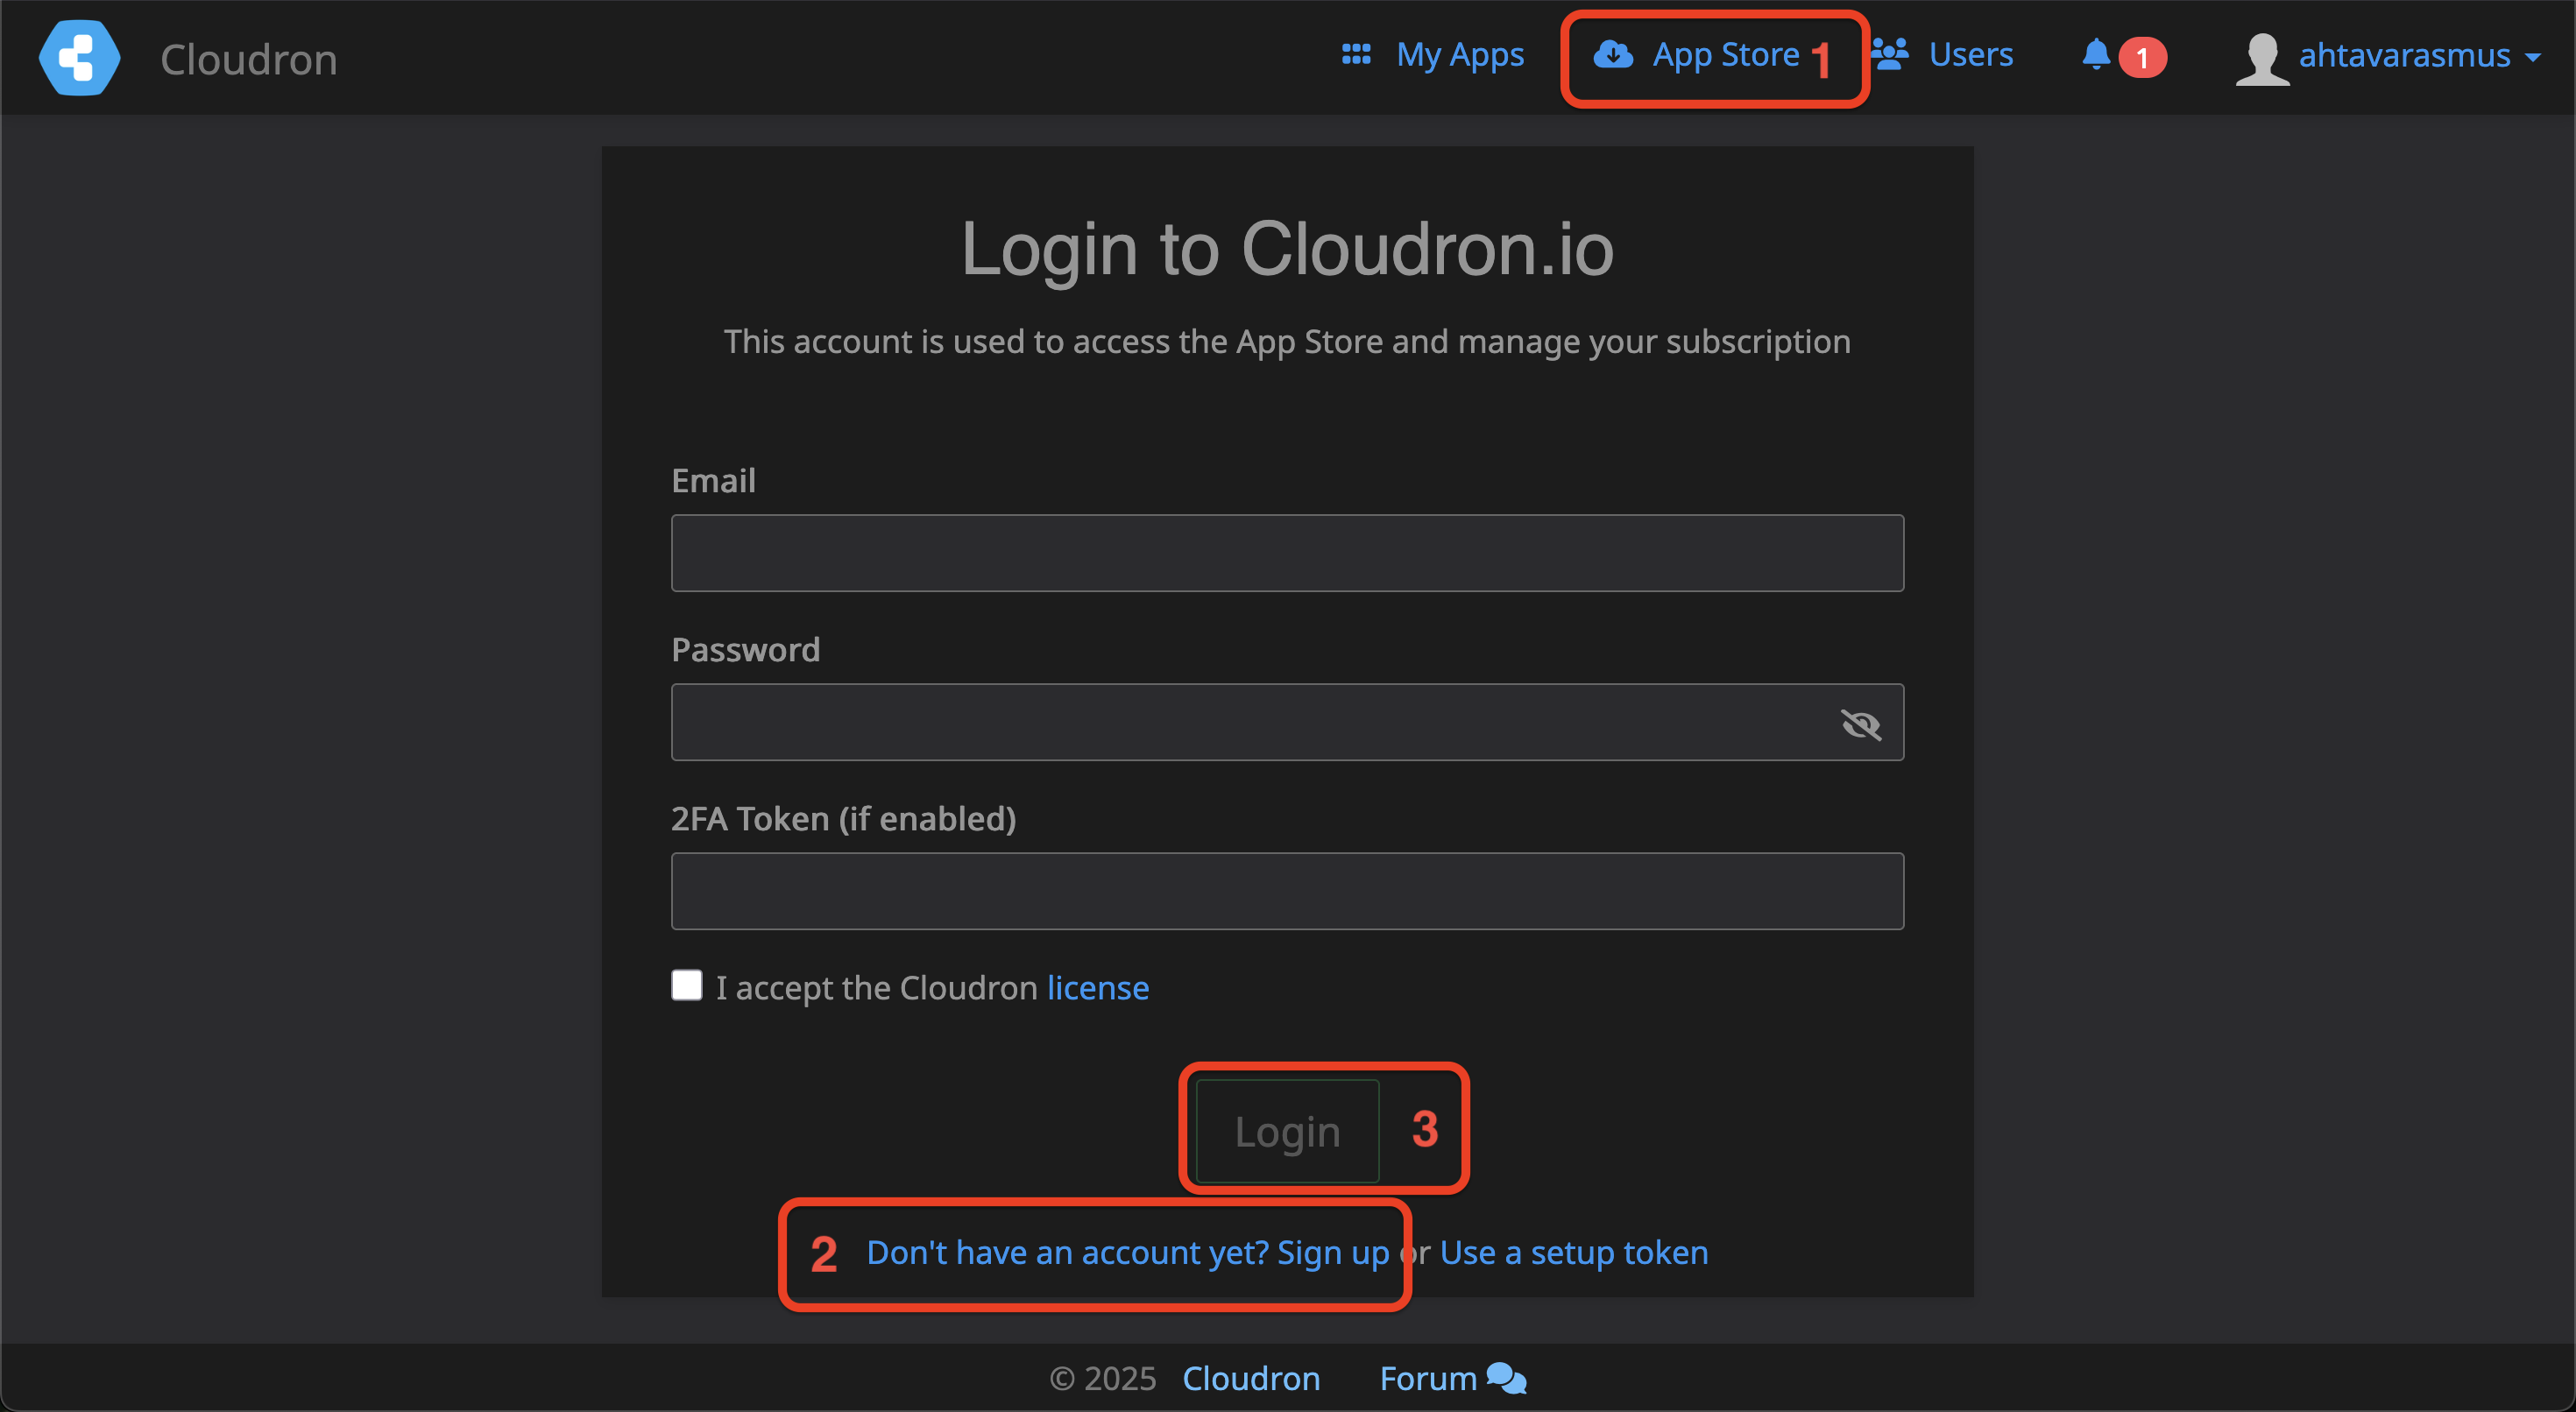 Cloudron
My Apps
App Store 1
Users
1
ahtavarasmus
Login to Cloudron.io
This account is used to access the App Store and manage your subscription
Email
Password
2FA Token (if enabled)
I accept the Cloudron license
Login 3
2 Don't have an account yet? Sign up or Use a setup token
© 2025 Cloudron Forum